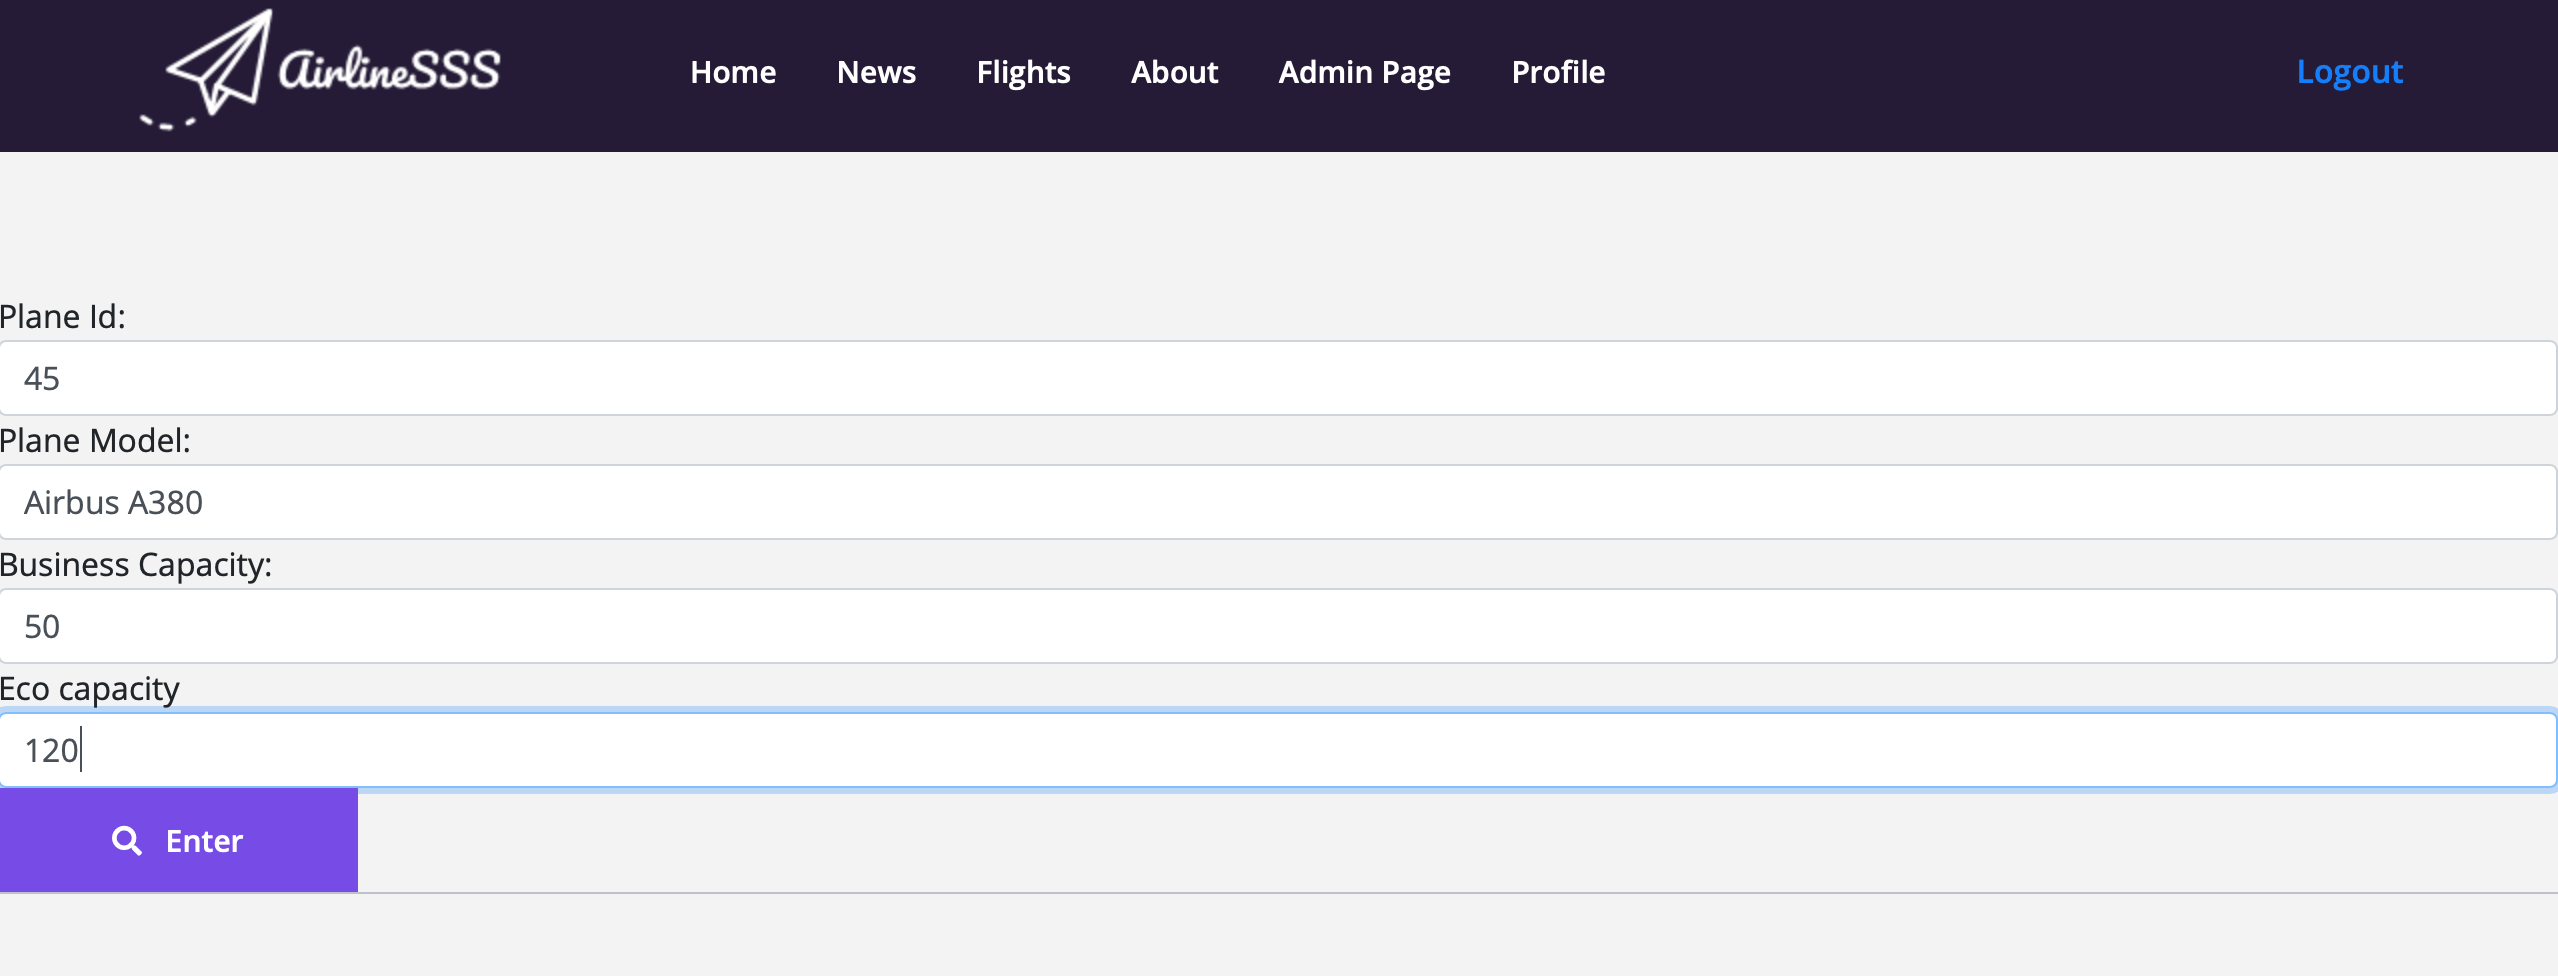 AirlineSSS Home News Flights About Admin Page Profile Logout
Plane Id:
45
Plane Model:
Airbus A380
Business Capacity:
50
Eco capacity
120
Enter